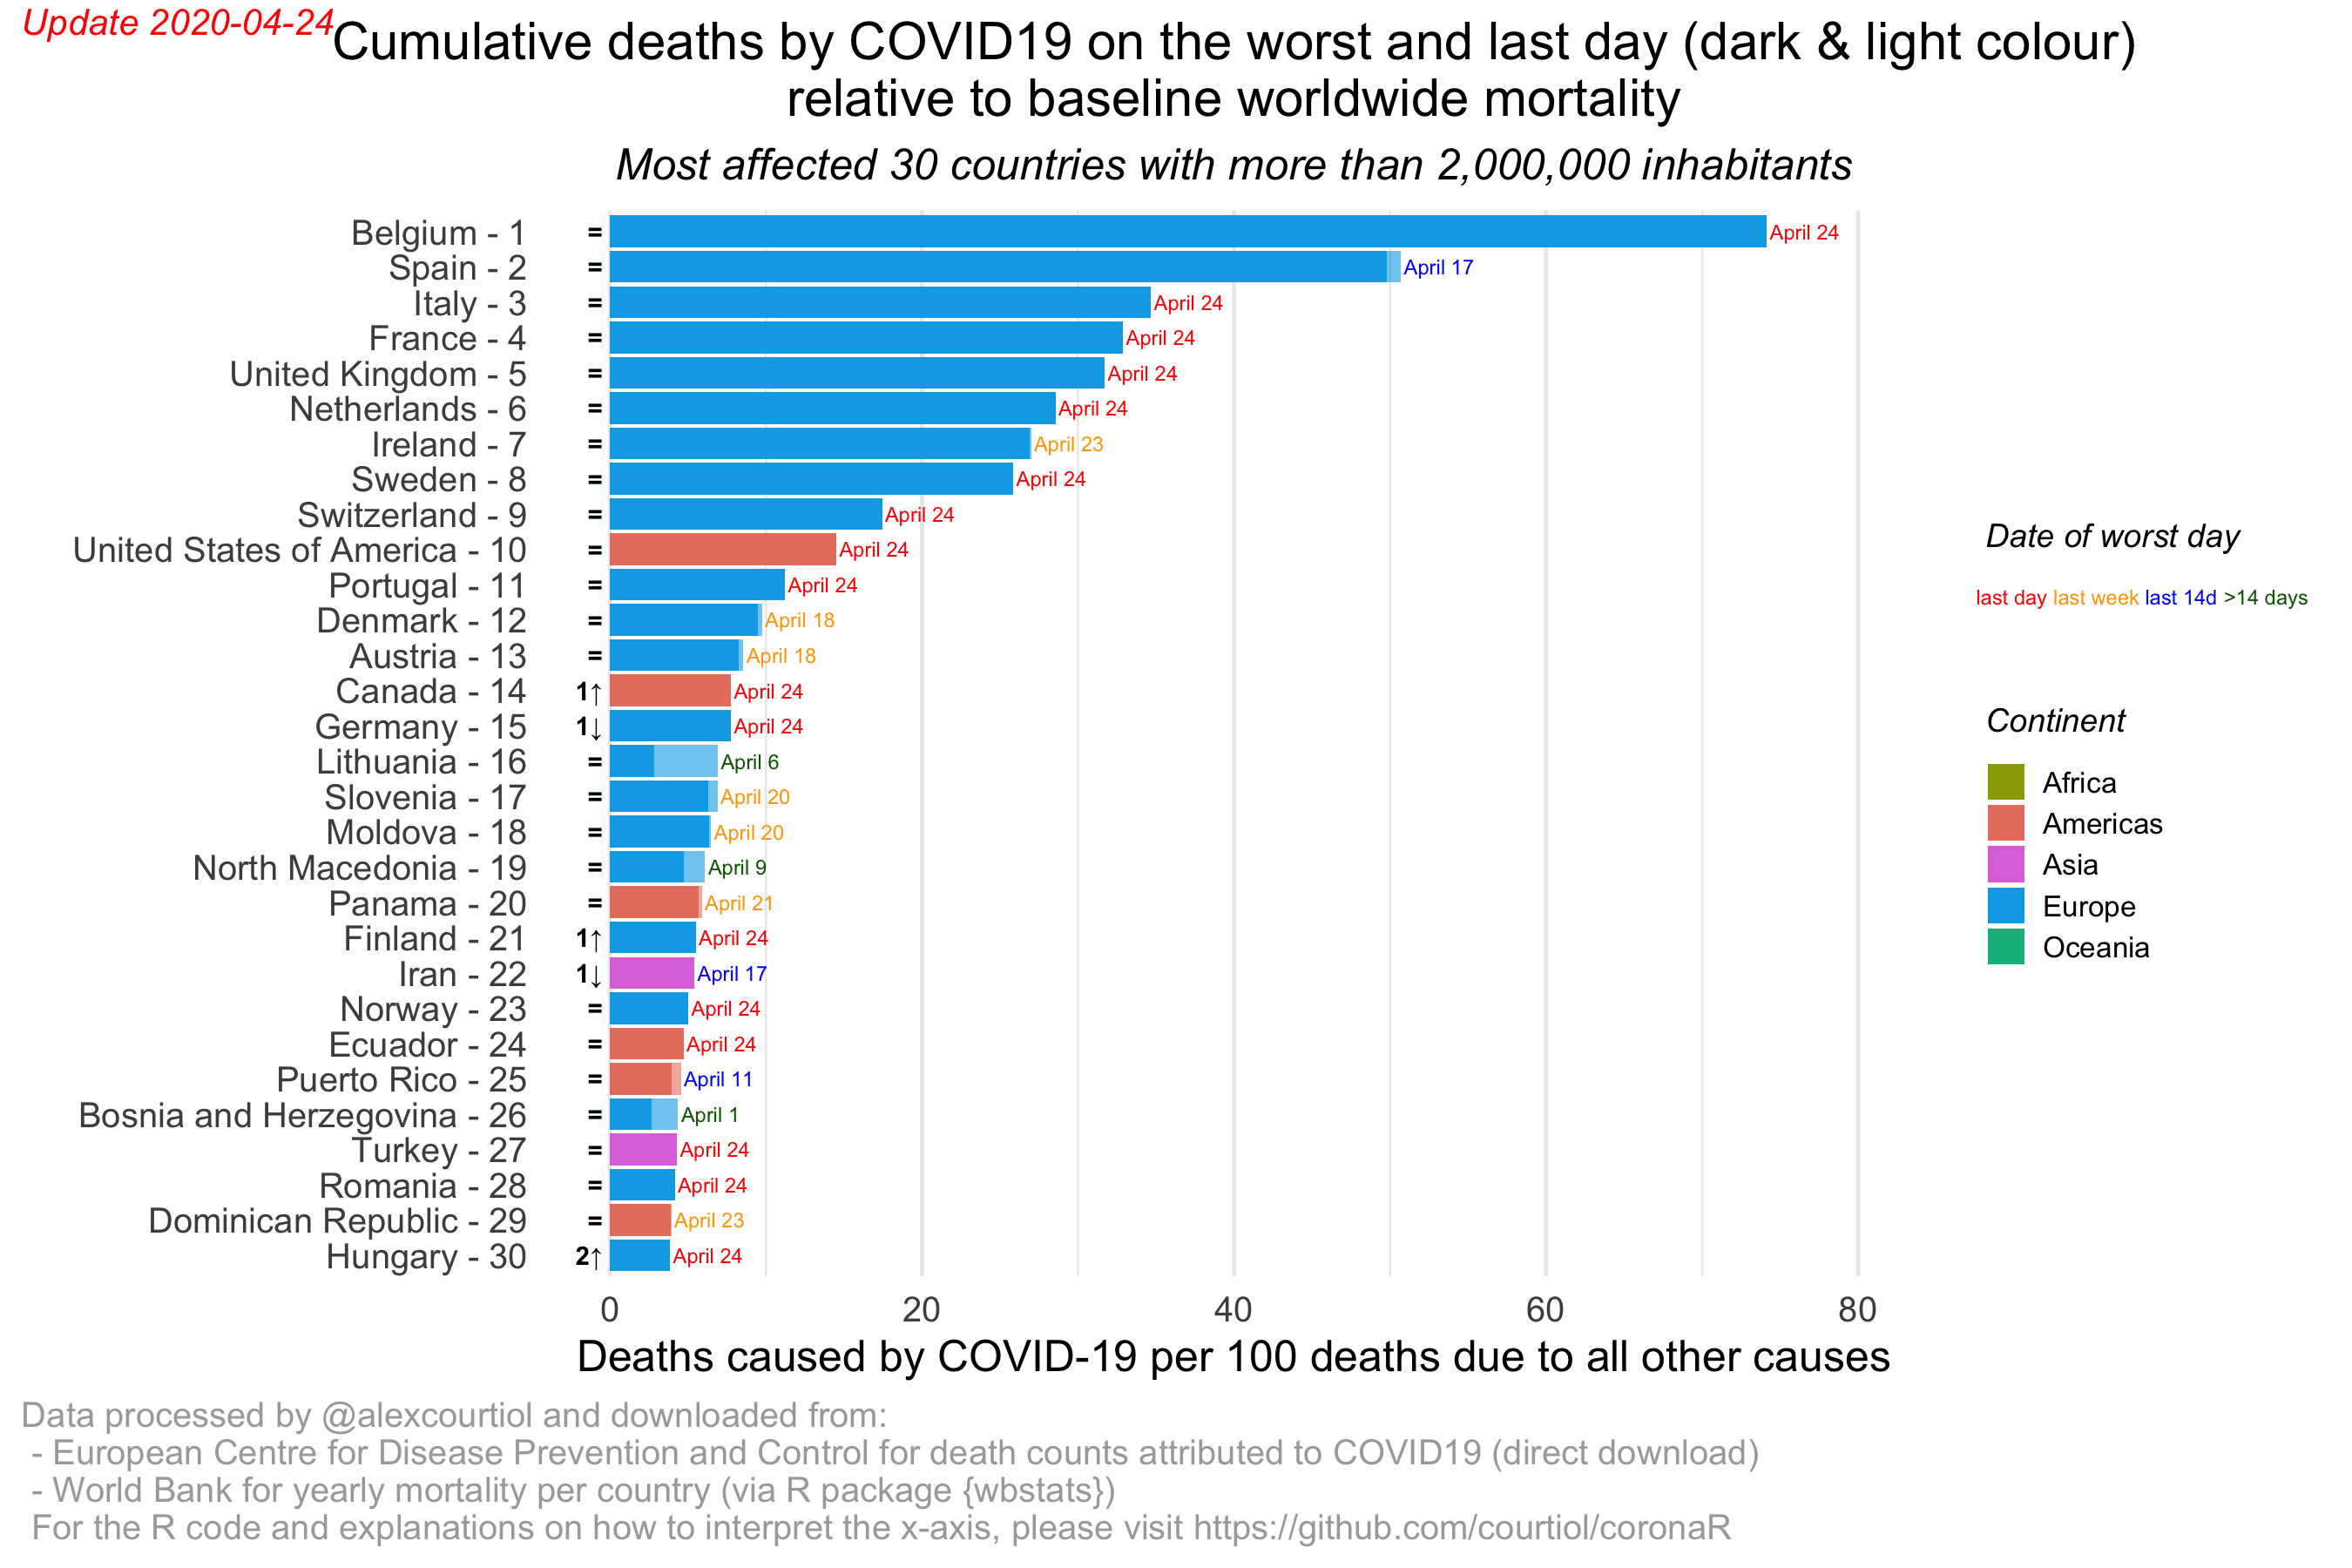 Update 2020-04-24
Cumulative deaths by COVID19 on the worst and last day (dark & light colour)
relative to baseline worldwide mortality
Most affected 30 countries with more than 2,000,000 inhabitants
Belgium - 1 = April 24
Spain - 2 = April 17
Italy - 3 = April 24
France - 4 = April 24
United Kingdom - 5 = April 24
Netherlands - 6 = April 24
Ireland - 7 = April 23
Sweden - 8 = April 24
Switzerland - 9 = April 24
United States of America - 10 = April 24
Portugal - 11 = April 24
Denmark - 12 = April 18
Austria - 13 = April 18
Canada - 14 1↑ April 24
Germany - 15 1↓ April 24
Lithuania - 16 = April 6
Slovenia - 17 = April 20
Moldova - 18 = April 20
North Macedonia - 19 = April 9
Panama - 20 = April 21
Finland - 21 1↑ April 24
Iran - 22 1↓ April 17
Norway - 23 = April 24
Ecuador - 24 = April 24
Puerto Rico - 25 = April 11
Bosnia and Herzegovina - 26 = April 1
Turkey - 27 = April 24
Romania - 28 = April 24
Dominican Republic - 29 = April 23
Hungary - 30 2↑ April 24
0 20 40 60 80
Deaths caused by COVID-19 per 100 deaths due to all other causes
Date of worst day
last day last week last 14d >14 days
Continent
Africa
Americas
Asia
Europe
Oceania
Data processed by @alexcourtiol and downloaded from:
- European Centre for Disease Prevention and Control for death counts attributed to COVID19 (direct download)
- World Bank for yearly mortality per country (via R package {wbstats})
For the R code and explanations on how to interpret the x-axis, please visit https://github.com/courtiol/coronaR